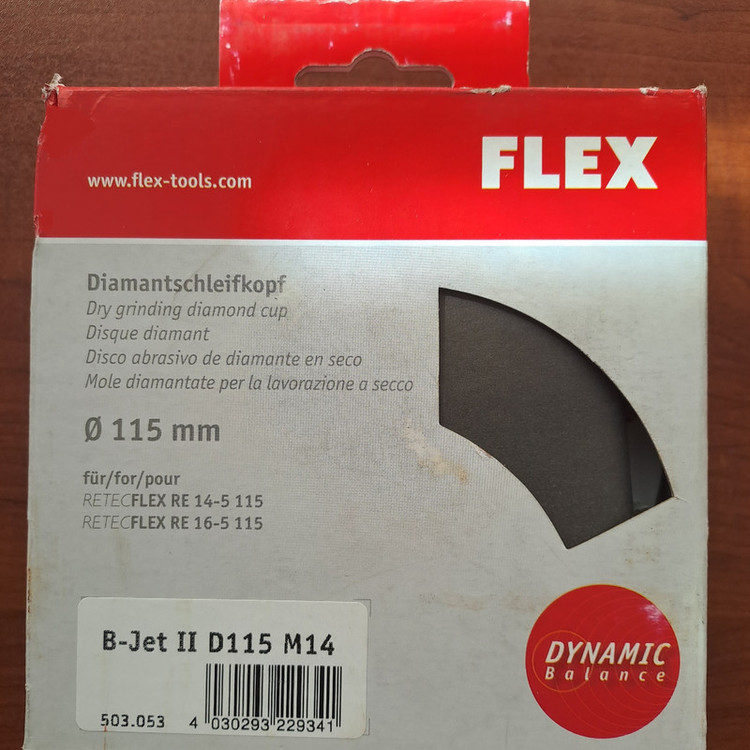 FLEX
www.flex-tools.com
Diamantschleifkopf
Dry grinding diamond cup
Disque diamant
Disco abrasivo de diamante en seco
Mole diamantate per la lavorazione a secco
Ø 115 mm
für/for/pour
RETECFLEX RE 14-5 115
RETECFLEX RE 16-5 115
B-Jet II D115 M14
503.053 4 030293 229341
DYNAMIC
Balance